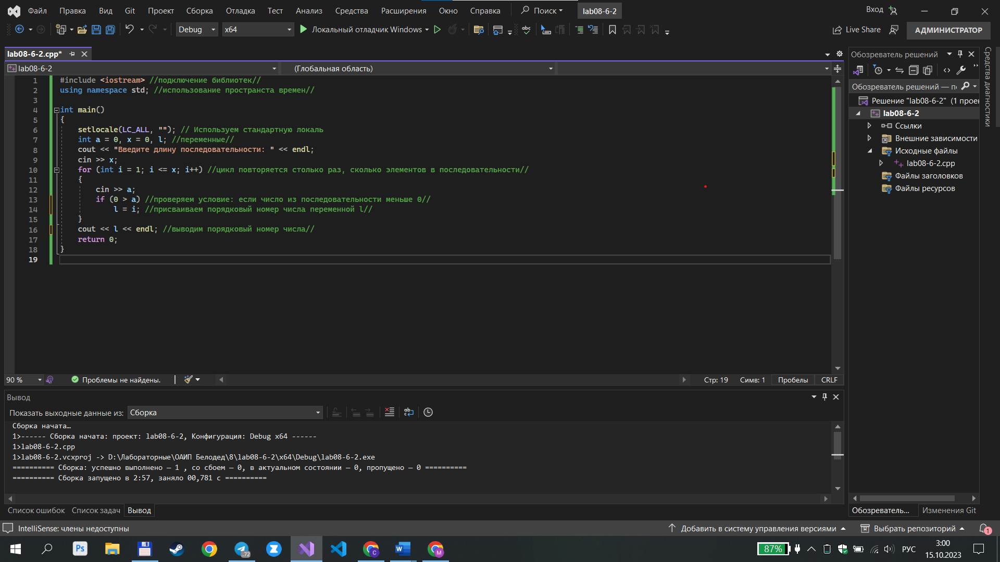 Файл Правка Вид Git Проект Сборка Отладка Тест Анализ Средства Расширения Окно Справка Поиск lab08-6-2 Вход
Debug x64 Локальный отладчик Windows abc Live Share АДМИНИСТРАТОР
lab08-6-2.cpp*
lab08-6-2 (Глобальная область)
1 #include <iostream> //подключение библиотек//
2 using namespace std; //использование пространста времен//
3
4 int main()
5 {
6 setlocale(LC_ALL, ""); // Используем стандартную локаль
7 int a = 0, x = 0, l; //переменные//
8 cout << "Введите длину последовательности: " << endl;
9 cin >> x;
10 for (int i = 1; i <= x; i++) //цикл повторяется столько раз, сколько элементов в последовательности//
11 {
12 cin >> a;
13 if (0 > a) //проверяем условие: если число из последовательности меньше 0//
14 l = i; //присваиваем порядковый номер числа переменной l//
15 }
16 cout << l << endl; //выводим порядковый номер числа//
17 return 0;
18 }
19
90 % Проблемы не найдены. Стр: 19 Симв: 1 Пробелы CRLF
Вывод
Показать выходные данные из: Сборка
Сборка начата…
1>------ Сборка начата: проект: lab08-6-2, Конфигурация: Debug x64 ------
1>lab08-6-2.cpp
1>lab08-6-2.vcxproj -> D:\Лабораторные\ОАИП Белодед\8\lab08-6-2\x64\Debug\lab08-6-2.exe
========== Сборка: успешно выполнено — 1 , со сбоем — 0, в актуальном состоянии — 0, пропущено — 0 ==========
========== Сборка запущено в 2:57, заняло 00,781 с ==========
Список ошибок Список задач Вывод
Обозреватель решений
Обозреватель решений — п
Решение "lab08-6-2" (1 прое
lab08-6-2
Ссылки
Внешние зависимости
Исходные файлы
lab08-6-2.cpp
Файлы заголовков
Файлы ресурсов
Обозреватель... Изменения Git
Средства диагностики
IntelliSense: члены недоступны Добавить в систему управления версиями Выбрать репозиторий 1
Ps ..72 C W M 87% РУС 3:00
15.10.2023